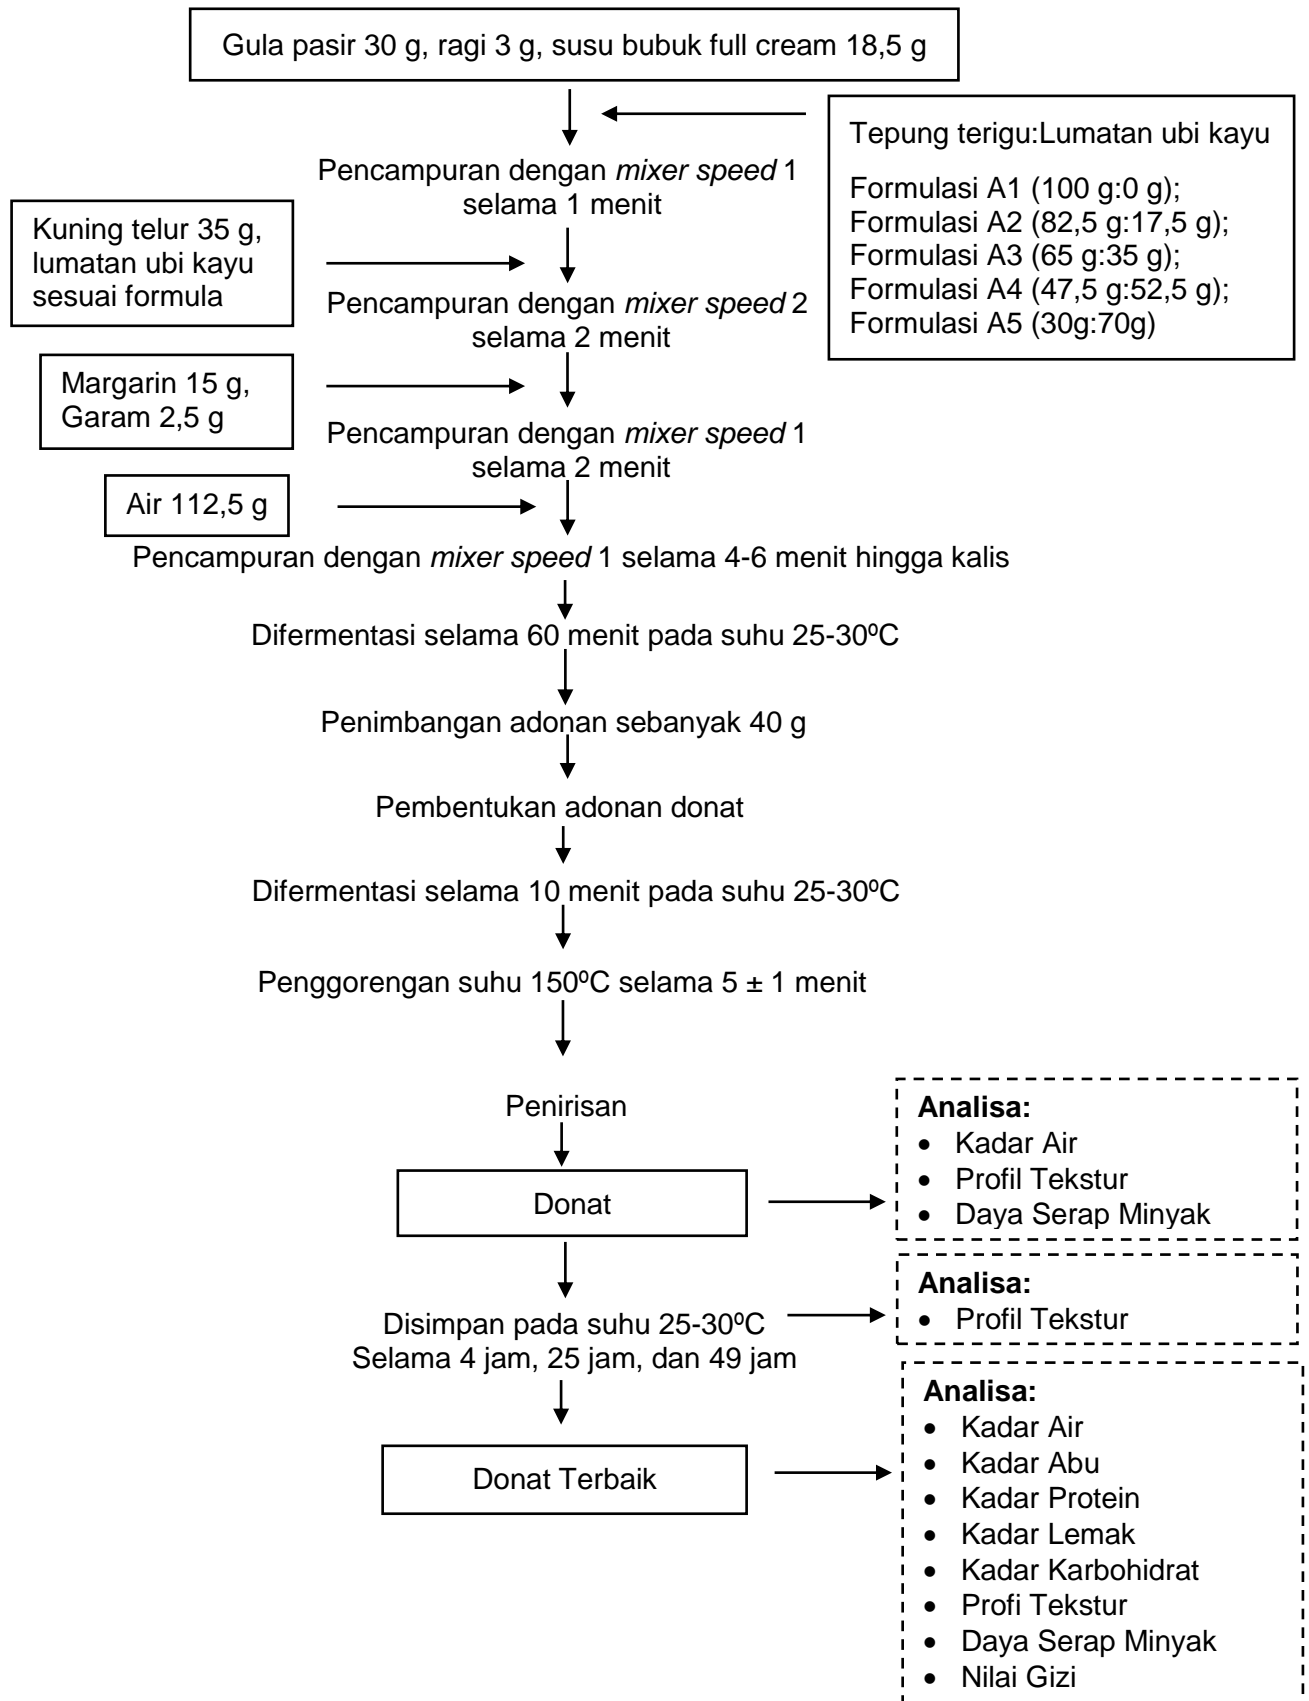 Gula pasir 30 g, ragi 3 g, susu bubuk full cream 18,5 g
Tepung terigu:Lumatan ubi kayu
Formulasi A1 (100 g:0 g);
Formulasi A2 (82,5 g:17,5 g);
Formulasi A3 (65 g:35 g);
Formulasi A4 (47,5 g:52,5 g);
Formulasi A5 (30g:70g)
Pencampuran dengan mixer speed 1
selama 1 menit
Kuning telur 35 g,
lumatan ubi kayu
sesuai formula
Pencampuran dengan mixer speed 2
selama 2 menit
Margarin 15 g,
Garam 2,5 g
Pencampuran dengan mixer speed 1
selama 2 menit
Air 112,5 g
Pencampuran dengan mixer speed 1 selama 4-6 menit hingga kalis
Difermentasi selama 60 menit pada suhu 25-30ºC
Penimbangan adonan sebanyak 40 g
Pembentukan adonan donat
Difermentasi selama 10 menit pada suhu 25-30ºC
Penggorengan suhu 150ºC selama 5 ± 1 menit
Penirisan
Donat
Analisa:
• Kadar Air
• Profil Tekstur
• Daya Serap Minyak
Disimpan pada suhu 25-30ºC
Selama 4 jam, 25 jam, dan 49 jam
Analisa:
• Profil Tekstur
Donat Terbaik
Analisa:
• Kadar Air
• Kadar Abu
• Kadar Protein
• Kadar Lemak
• Kadar Karbohidrat
• Profi Tekstur
• Daya Serap Minyak
• Nilai Gizi